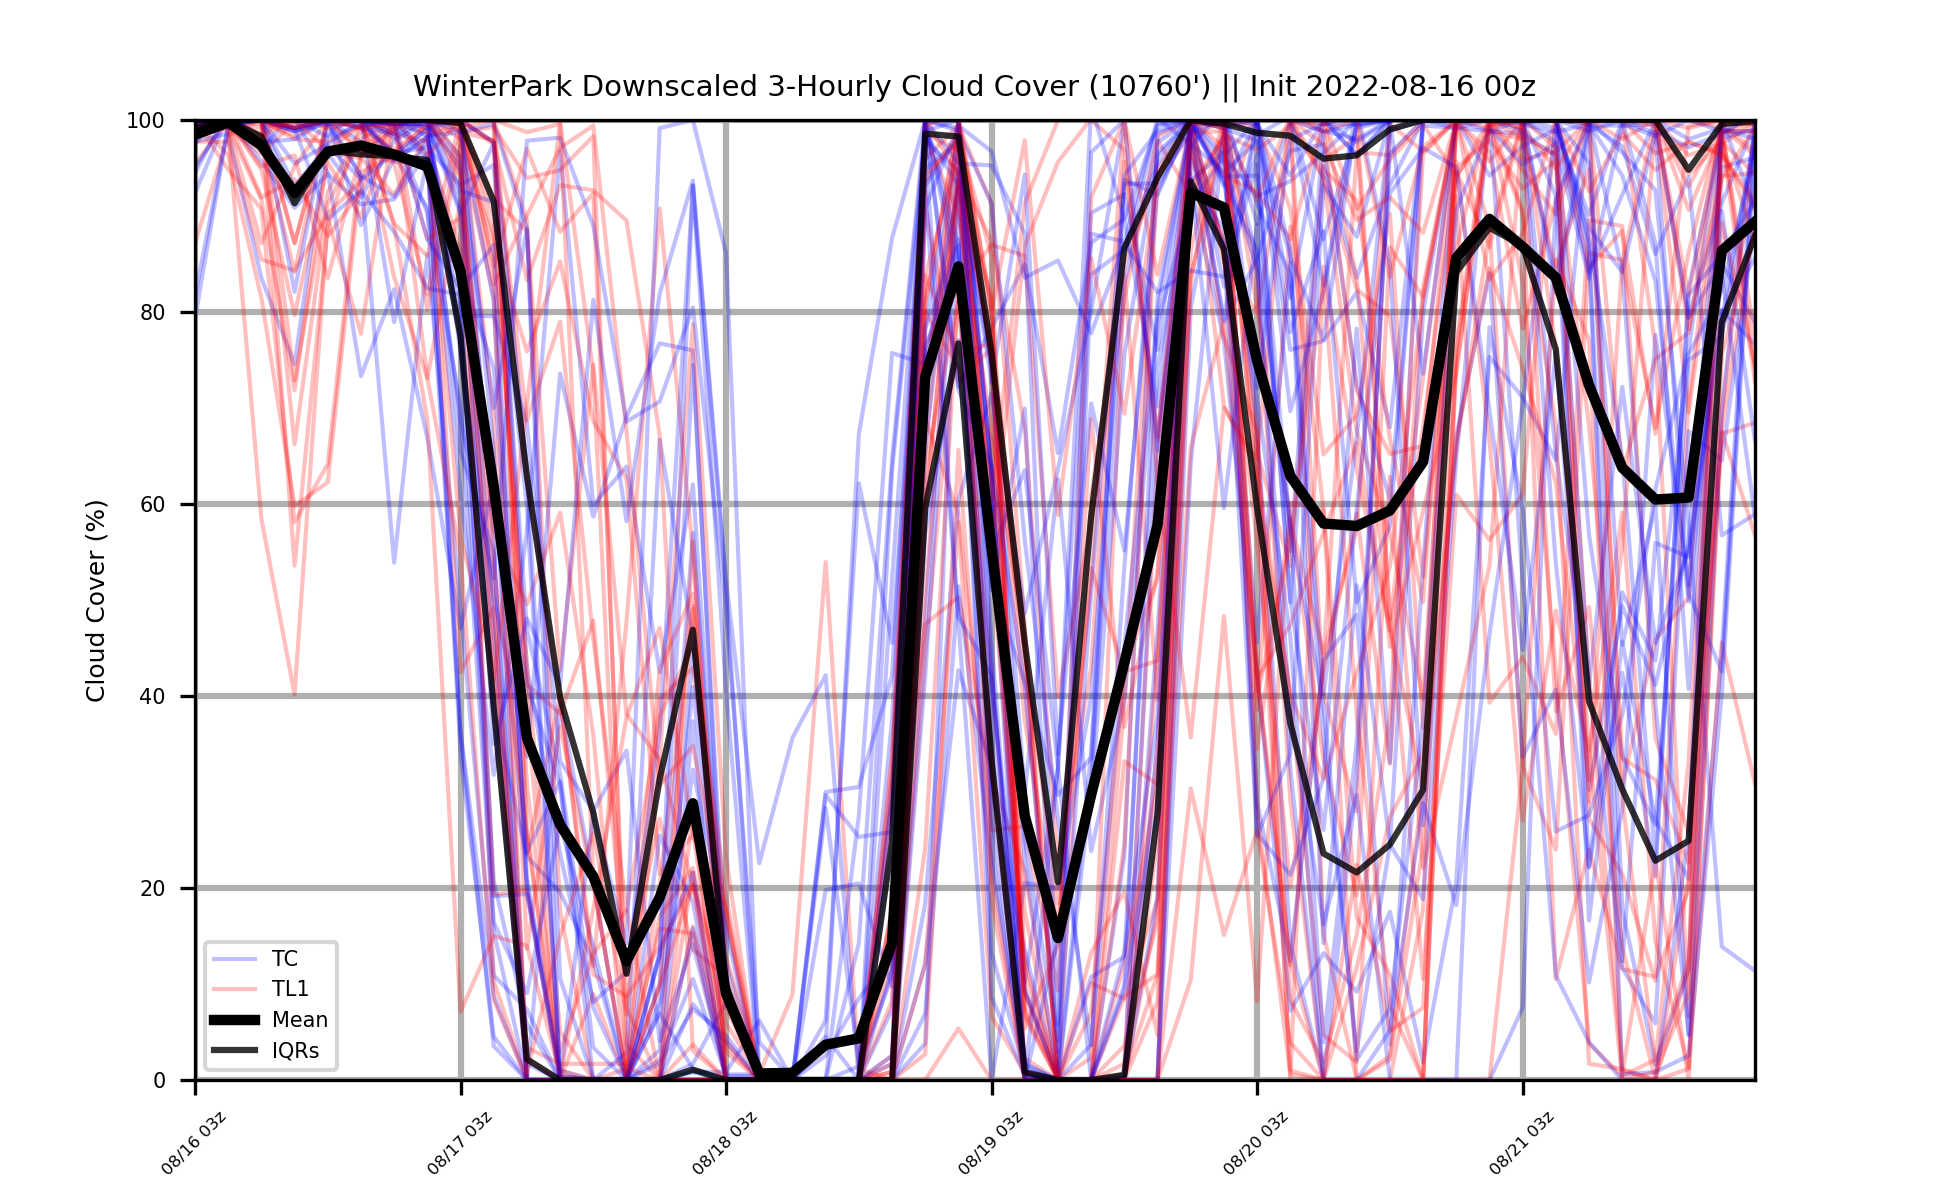 WinterPark Downscaled 3-Hourly Cloud Cover (10760') || Init 2022-08-16 00z
100
80
60
40
20
0
Cloud Cover (%)
TC
TL1
Mean
IQRs
08/16 03z
08/17 03z
08/18 03z
08/19 03z
08/20 03z
08/21 03z